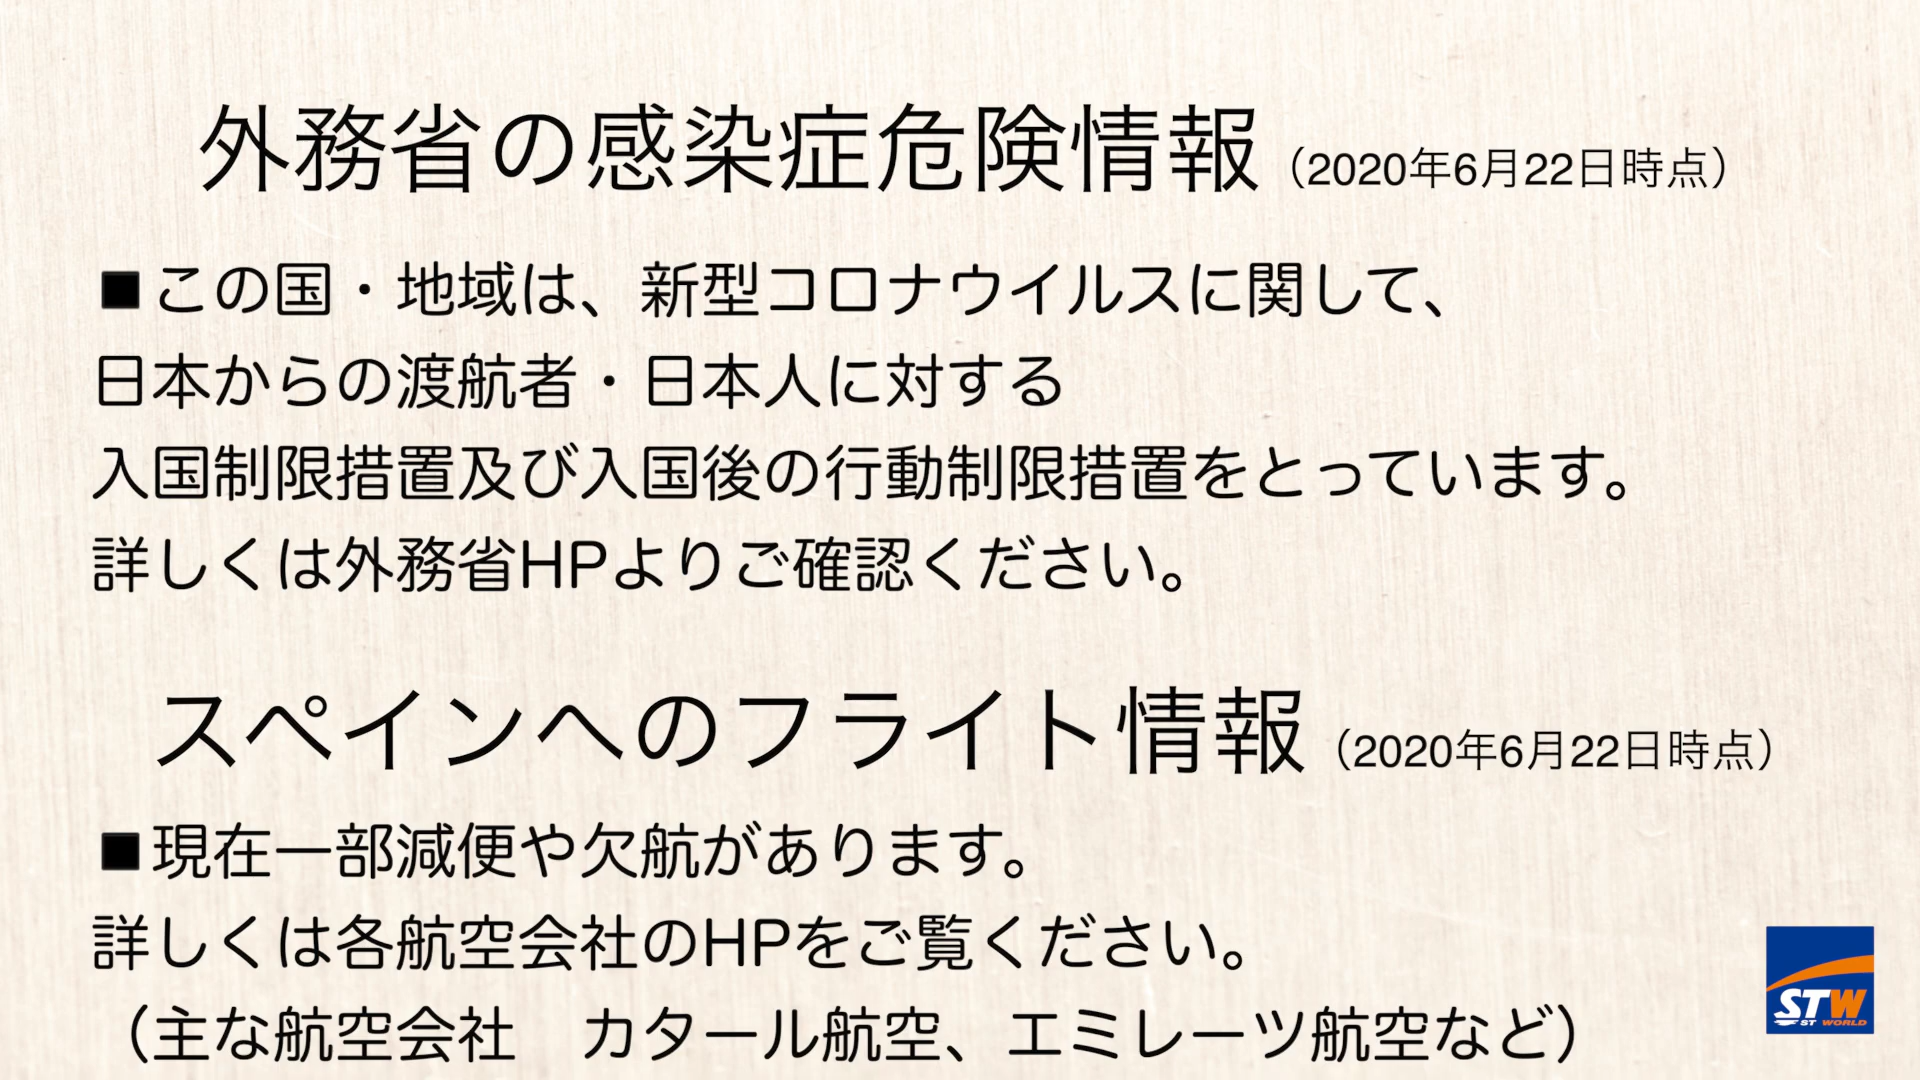 外務省の感染症危険情報（2020年6月22日時点）
■この国・地域は、新型コロナウイルスに関して、
日本からの渡航者・日本人に対する
入国制限措置及び入国後の行動制限措置をとっています。
詳しくは外務省HPよりご確認ください。
スペインへのフライト情報（2020年6月22日時点）
■現在一部減便や欠航があります。
詳しくは各航空会社のHPをご覧ください。
（主な航空会社　カタール航空、エミレーツ航空など）
STW
ST WORLD